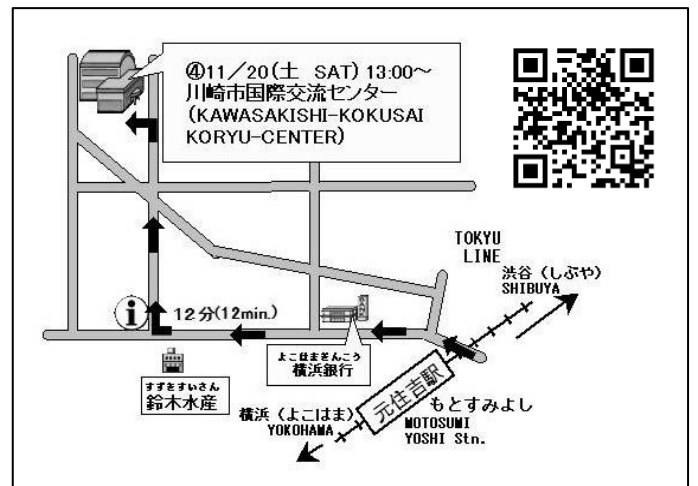 ④11／20(土 SAT) 13:00～
川崎市国際交流センター
(KAWASAKISHI-KOKUSAI
KORYU-CENTER)
TOKYU
LINE
渋谷 (しぶや)
SHIBUYA
i
12分(12min.)
よこはまぎんこう
横浜銀行
すずきすいさん
鈴木水産
元住吉駅
もとすみよし
MOTOSUMI
YOSHI Stn.
横浜 (よこはま)
YOKOHAMA